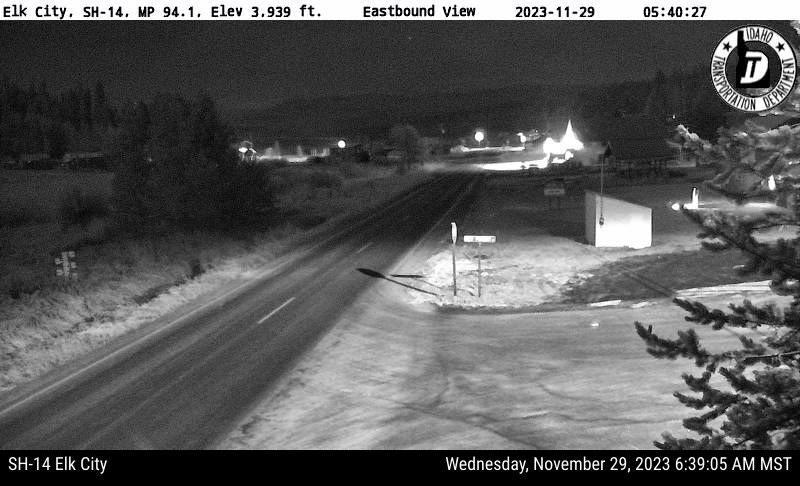 Elk City, SH-14, MP 94.1, Elev 3,939 ft. Eastbound View 2023-11-29 05:40:27
IDAHO
TRANSPORTATION DEPARTMENT
SH-14 Elk City Wednesday, November 29, 2023 6:39:05 AM MST